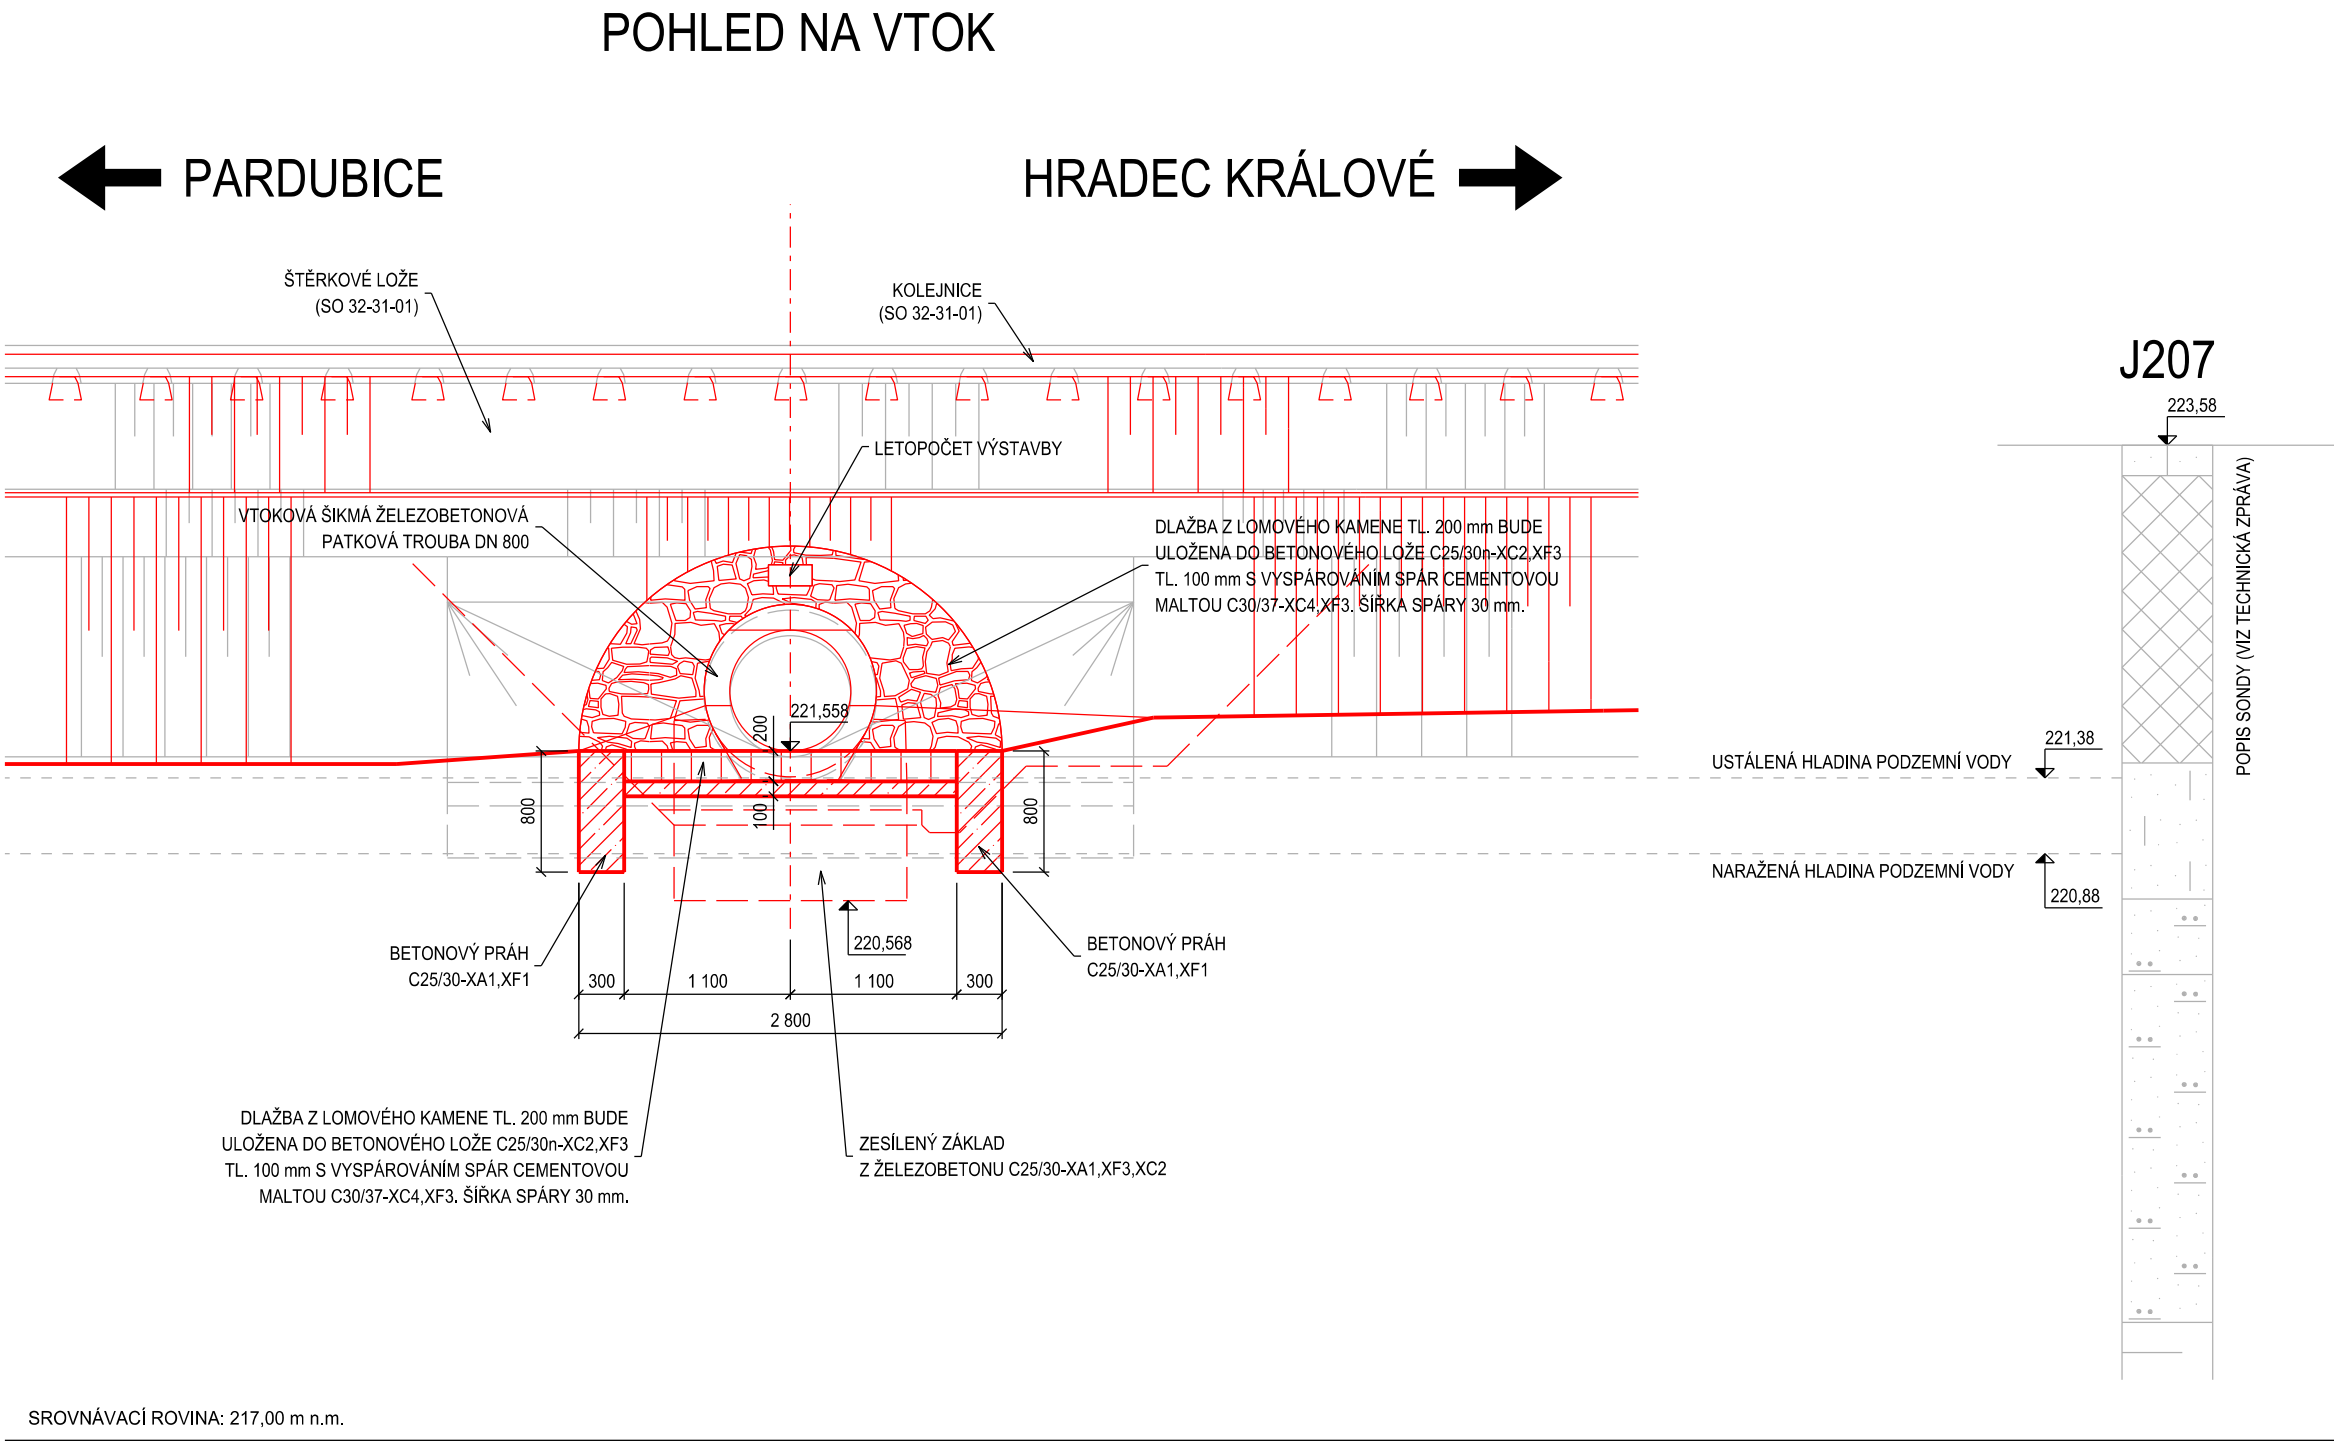 POHLED NA VTOK
PARDUBICE
HRADEC KRÁLOVÉ
ŠTĚRKOVÉ LOŽE
(SO 32-31-01)
KOLEJNICE
(SO 32-31-01)
J207
223,58
LETOPOČET VÝSTAVBY
VTOKOVÁ ŠIKMÁ ŽELEZOBETONOVÁ
PATKOVÁ TROUBA DN 800
DLAŽBA Z LOMOVÉHO KAMENE TL. 200 mm BUDE
ULOŽENA DO BETONOVÉHO LOŽE C25/30n-XC2,XF3
TL. 100 mm S VYSPÁROVÁNÍM SPÁR CEMENTOVOU
MALTOU C30/37-XC4,XF3. ŠÍŘKA SPÁRY 30 mm.
POPIS SONDY (VIZ TECHNICKÁ ZPRÁVA)
221,558
200
221,38
USTÁLENÁ HLADINA PODZEMNÍ VODY
800
100
800
NARAŽENÁ HLADINA PODZEMNÍ VODY
220,88
220,568
BETONOVÝ PRÁH
C25/30-XA1,XF1
BETONOVÝ PRÁH
C25/30-XA1,XF1
300
1 100
1 100
300
2 800
DLAŽBA Z LOMOVÉHO KAMENE TL. 200 mm BUDE
ULOŽENA DO BETONOVÉHO LOŽE C25/30n-XC2,XF3
TL. 100 mm S VYSPÁROVÁNÍM SPÁR CEMENTOVOU
MALTOU C30/37-XC4,XF3. ŠÍŘKA SPÁRY 30 mm.
ZESÍLENÝ ZÁKLAD
Z ŽELEZOBETONU C25/30-XA1,XF3,XC2
SROVNÁVACÍ ROVINA: 217,00 m n.m.